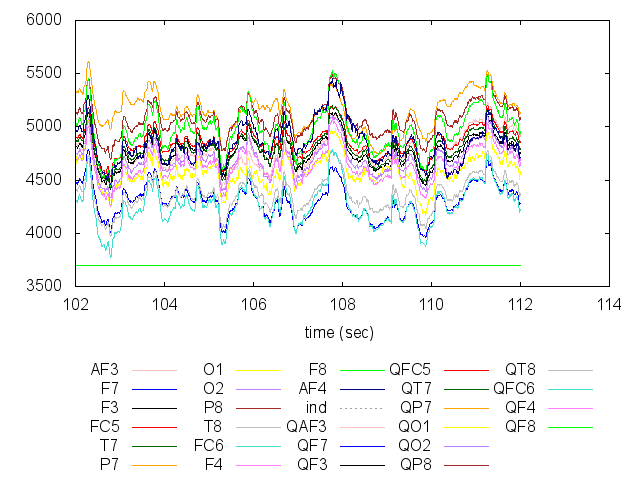 6000
5500
5000
4500
4000
3500
102 104 106 108 110 112 114
time (sec)
AF3 O1 F8 QFC5 QT8
F7 O2 AF4 QT7 QFC6
F3 P8 ind QP7 QF4
FC5 T8 QAF3 QO1 QF8
T7 FC6 QF7 QO2
P7 F4 QF3 QP8